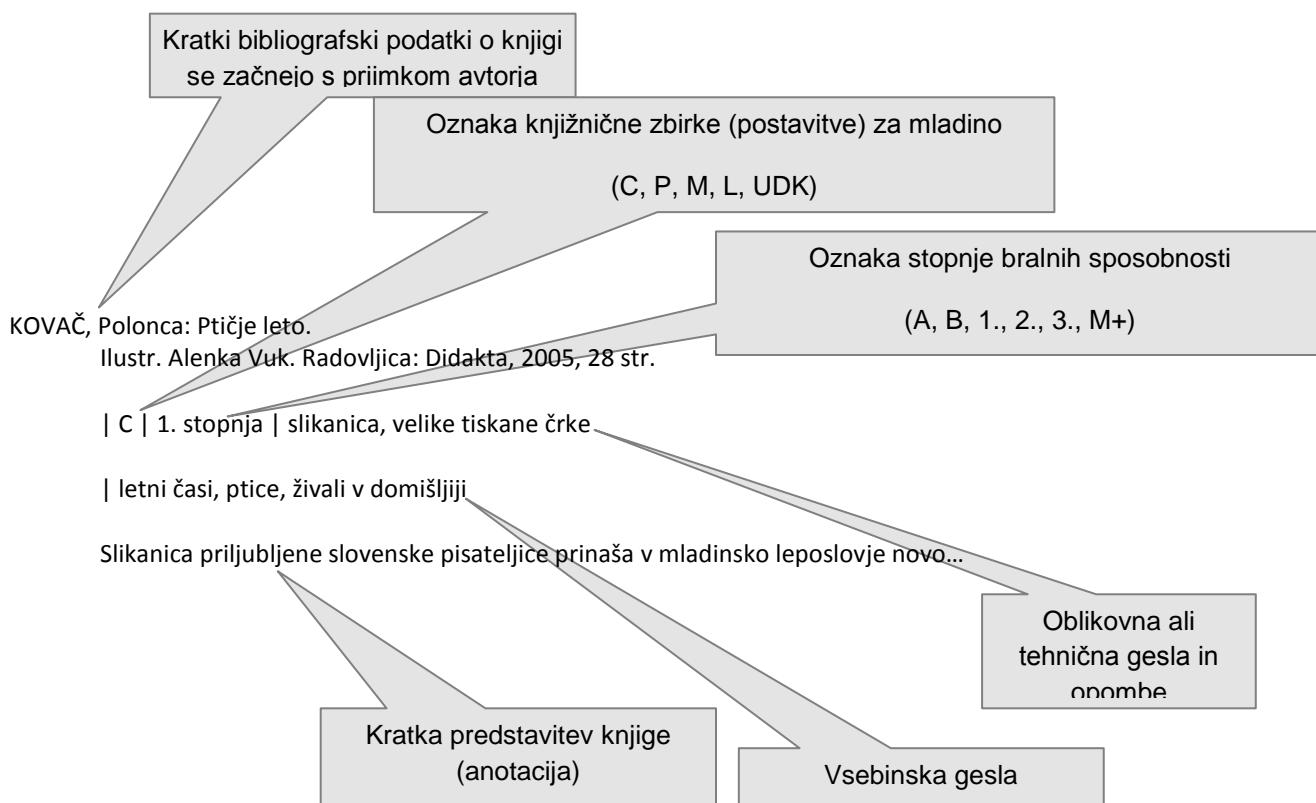 Kratki bibliografski podatki o knjigi
se začnejo s priimkom avtorja
Oznaka knjižnične zbirke (postavitve) za mladino
(C, P, M, L, UDK)
Oznaka stopnje bralnih sposobnosti
(A, B, 1., 2., 3., M+)
KOVAČ, Polonca: Ptičje leto.
Ilustr. Alenka Vuk. Radovljica: Didakta, 2005, 28 str.
| C | 1. stopnja | slikanica, velike tiskane črke
| letni časi, ptice, živali v domišljiji
Slikanica priljubljene slovenske pisateljice prinaša v mladinsko leposlovje novo…
Oblikovna ali
tehnična gesla in
opombe
Kratka predstavitev knjige
(anotacija)
Vsebinska gesla